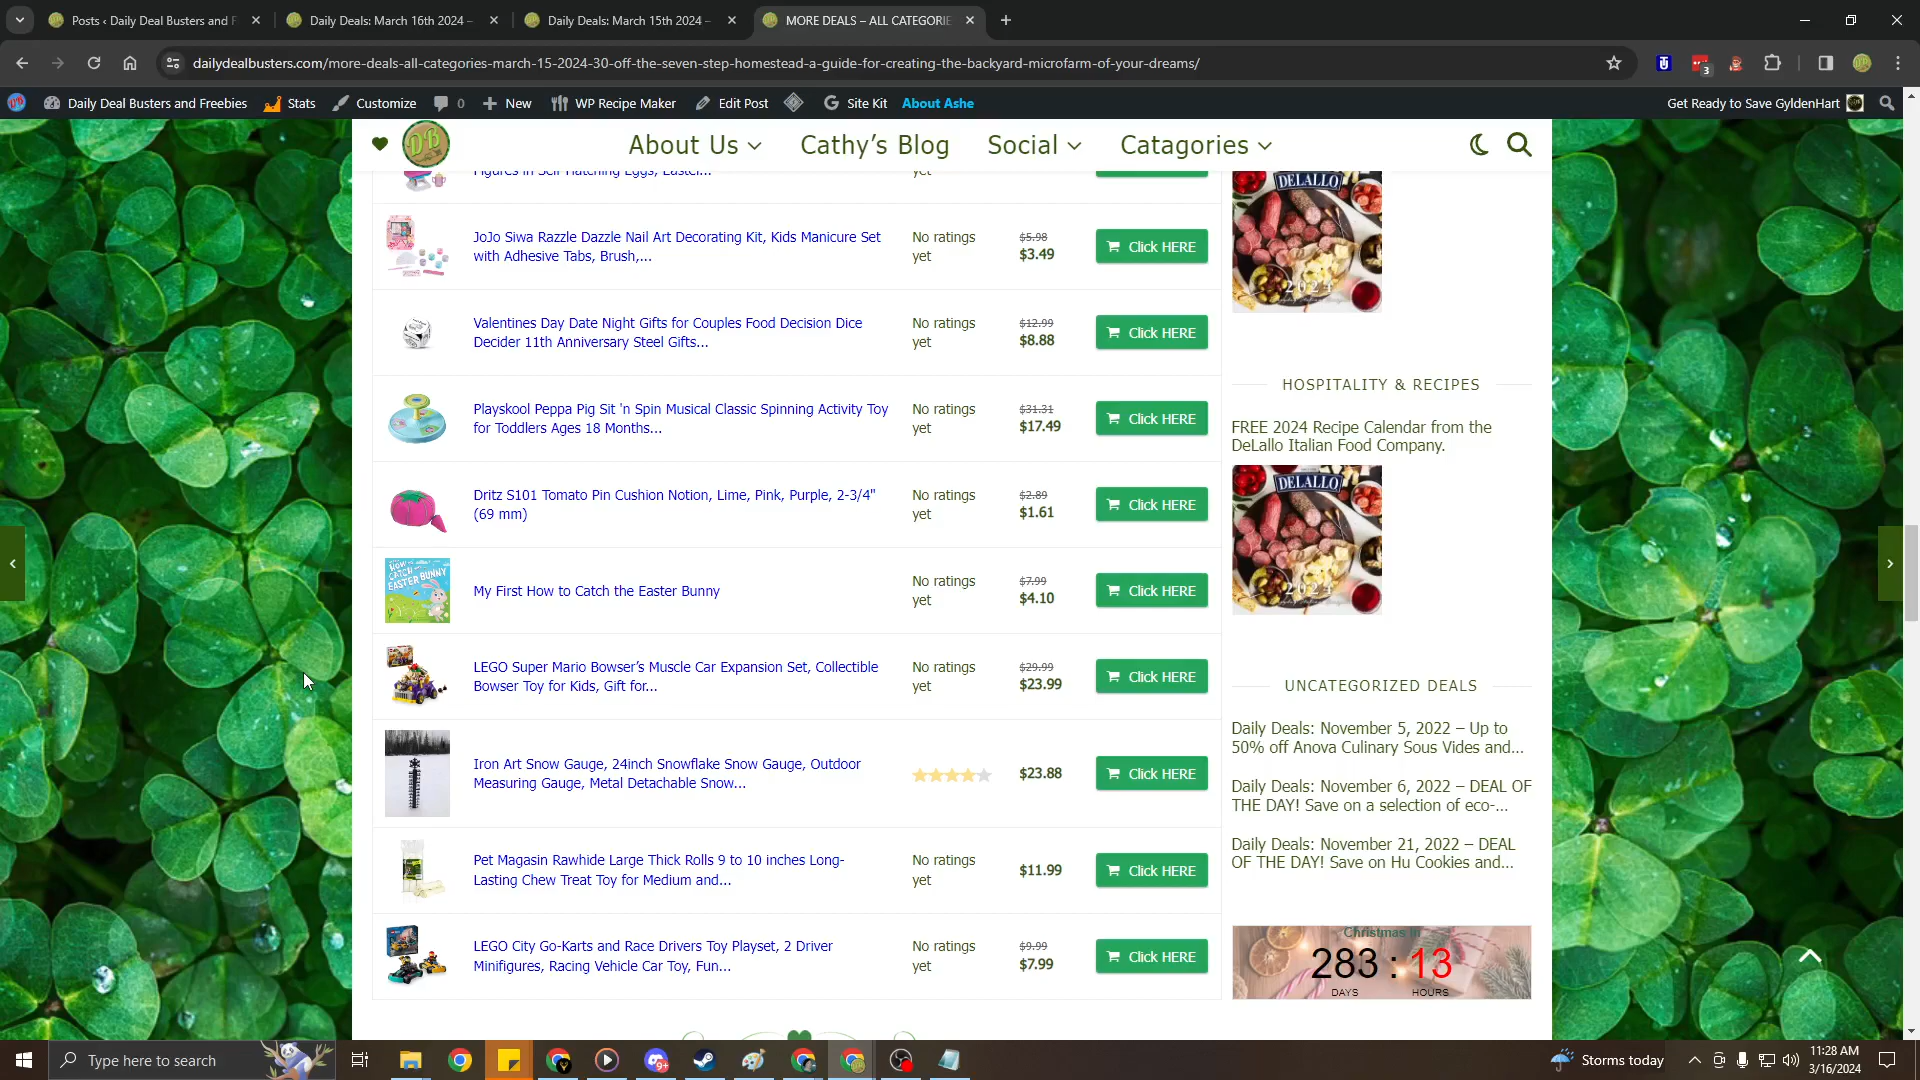 Posts ‹ Daily Deal Busters and F
Daily Deals: March 16th 2024 –
Daily Deals: March 15th 2024 –
MORE DEALS – ALL CATEGORIE
dailydealbusters.com/more-deals-all-categories-march-15-2024-30-off-the-seven-step-homestead-a-guide-for-creating-the-backyard-microfarm-of-your-dreams/
3
Daily Deal Busters and Freebies
Stats
Customize
0
New
WP Recipe Maker
Edit Post
Site Kit
About Ashe
Get Ready to Save GyldenHart
DB
About Us
Cathy’s Blog
Social
Catagories
Figures in Self-Hatching Eggs, Easter...
yet
JoJo Siwa Razzle Dazzle Nail Art Decorating Kit, Kids Manicure Set
with Adhesive Tabs, Brush,...
No ratings
yet
$5.98
$3.49
Click HERE
Valentines Day Date Night Gifts for Couples Food Decision Dice
Decider 11th Anniversary Steel Gifts...
No ratings
yet
$12.99
$8.88
Click HERE
Playskool Peppa Pig Sit 'n Spin Musical Classic Spinning Activity Toy
for Toddlers Ages 18 Months...
No ratings
yet
$31.31
$17.49
Click HERE
Dritz S101 Tomato Pin Cushion Notion, Lime, Pink, Purple, 2-3/4"
(69 mm)
No ratings
yet
$2.89
$1.61
Click HERE
HOW TO
CATCH
EASTER BUNNY
My First How to Catch the Easter Bunny
No ratings
yet
$7.99
$4.10
Click HERE
LEGO Super Mario Bowser’s Muscle Car Expansion Set, Collectible
Bowser Toy for Kids, Gift for...
No ratings
yet
$29.99
$23.99
Click HERE
Iron Art Snow Gauge, 24inch Snowflake Snow Gauge, Outdoor
Measuring Gauge, Metal Detachable Snow...
$23.88
Click HERE
Pet Magasin Rawhide Large Thick Rolls 9 to 10 inches Long-
Lasting Chew Treat Toy for Medium and...
No ratings
yet
$11.99
Click HERE
LEGO City Go-Karts and Race Drivers Toy Playset, 2 Driver
Minifigures, Racing Vehicle Car Toy, Fun...
No ratings
yet
$9.99
$7.99
Click HERE
DELALLO
2024
HOSPITALITY & RECIPES
FREE 2024 Recipe Calendar from the
DeLallo Italian Food Company.
DELALLO
2024
UNCATEGORIZED DEALS
Daily Deals: November 5, 2022 – Up to
50% off Anova Culinary Sous Vides and...
Daily Deals: November 6, 2022 – DEAL OF
THE DAY! Save on a selection of eco-...
Daily Deals: November 21, 2022 – DEAL
OF THE DAY! Save on Hu Cookies and...
Christmas in
283 : 13
DAYS
HOURS
Type here to search
9+
Storms today
11:28 AM
3/16/2024